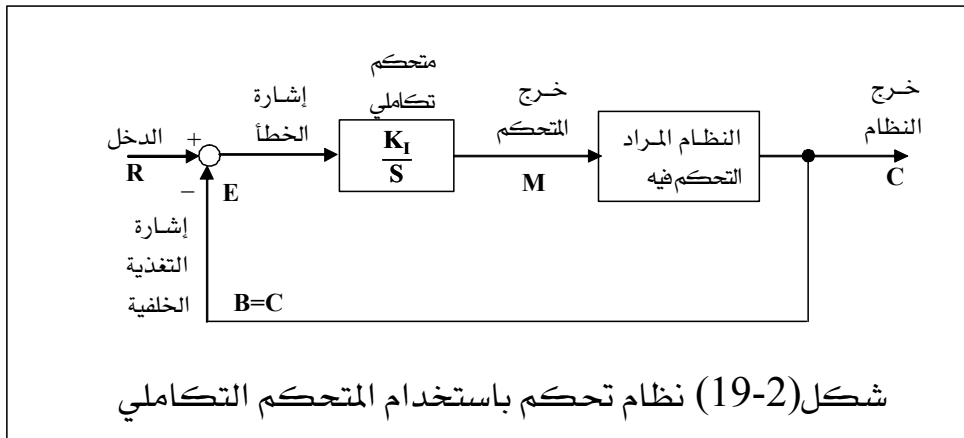 متحكم
تكاملي
إشارة
الخطأ
خرج
المتحكم
خرج
النظام
الدخل
+
R
−
E
K_I
S
M
النظام المراد
التحكم فيه
C
إشارة
التغذية
الخلفية
B=C
شكل(2-19) نظام تحكم باستخدام المتحكم التكاملي